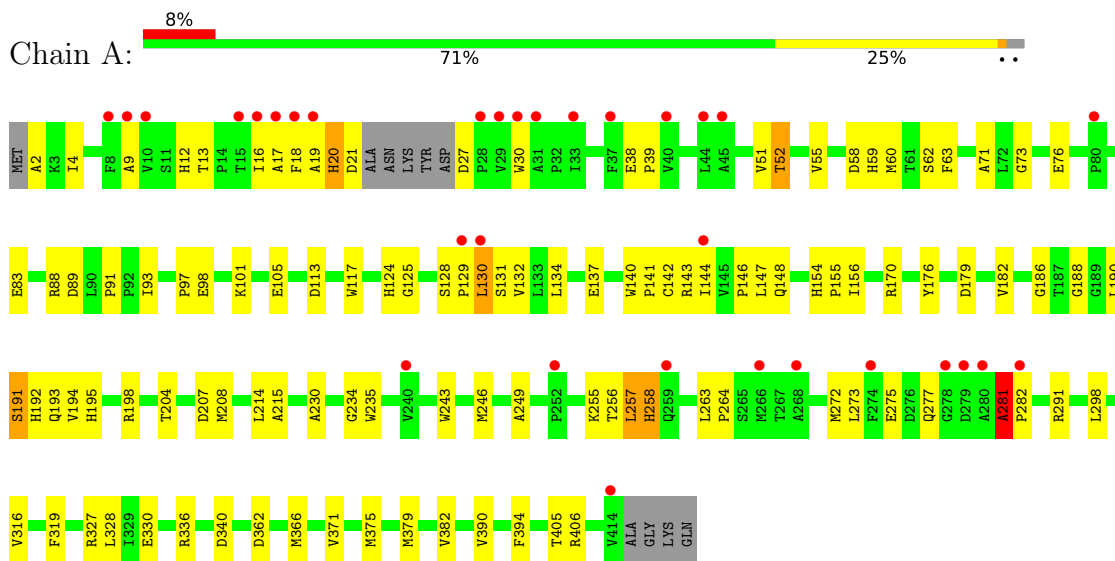 8%
Chain A:
71% 25% • •
MET A2 K3 I4 F8 A9 V10 S11 H12 T13 P14 T15 I16 A17 F18 A19 H20 D21 ALA ASN LYS TYR ASP D27 P28 V29 W30 A31 P32 I33 F37 E38 P39 V40 L44 A45 V51 T52 V55 D58 H59 M60 T61 S62 F63 A71 L72 G73 E76 P80
E83 R88 D89 L90 P91 P92 I93 P97 E98 K101 E105 D113 W117 H124 G125 S128 P129 L130 S131 V132 L133 L134 E137 W140 P141 C142 R143 I144 V145 P146 L147 Q148 H154 P155 I156 R170 Y176 D179 V182 G186 T187 G188 G189 L190
S191 H192 Q193 V194 H195 R198 T204 D207 M208 L214 A215 A230 G234 W235 V240 W243 M246 A249 P252 K255 T256 L257 H258 Q259 L263 P264 S265 M266 T267 A268 M272 L273 F274 E275 D276 Q277 G278 D279 A280 A281 P282 R291 L298
V316 F319 R327 L328 I329 E330 R336 D340 D362 M366 V371 M375 M379 V382 V390 F394 T405 R406 V414 ALA GLY LYS GLN